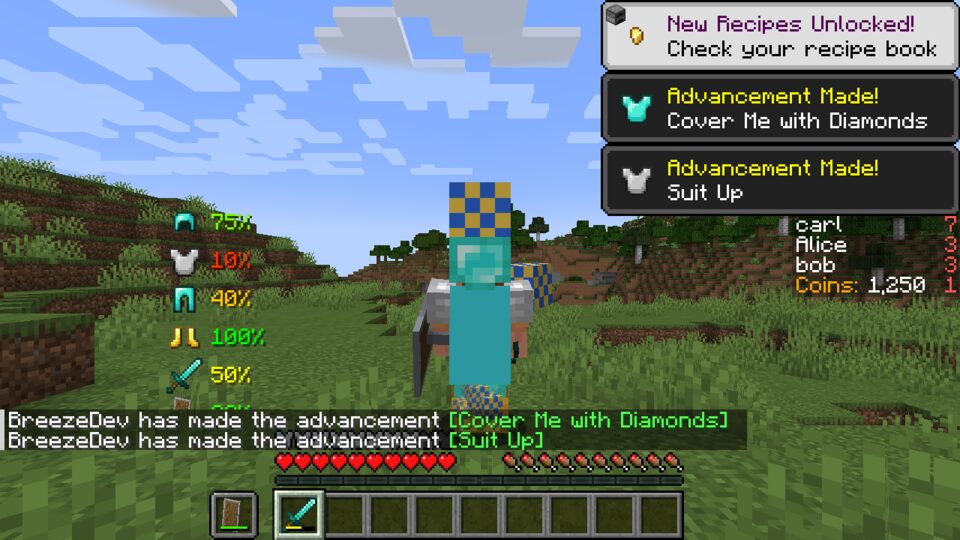 New Recipes Unlocked!
Check your recipe book
Advancement Made!
Cover Me with Diamonds
Advancement Made!
Suit Up
carl 7
Alice 3
bob 3
Coins: 1,250 1
75%
10%
40%
100%
50%
BreezeDev has made the advancement [Cover Me with Diamonds]
BreezeDev has made the advancement [Suit Up]